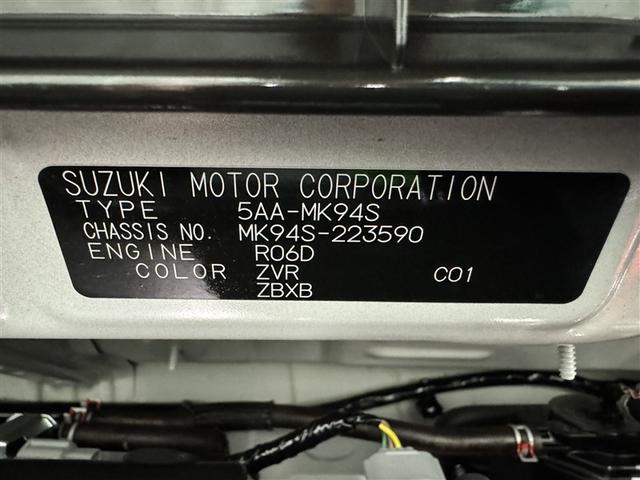 SUZUKI MOTOR CORPORATION
TYPE 5AA-MK94S
CHASSIS NO. MK94S-223590
ENGINE R06D
COLOR ZVR C01
ZBXB